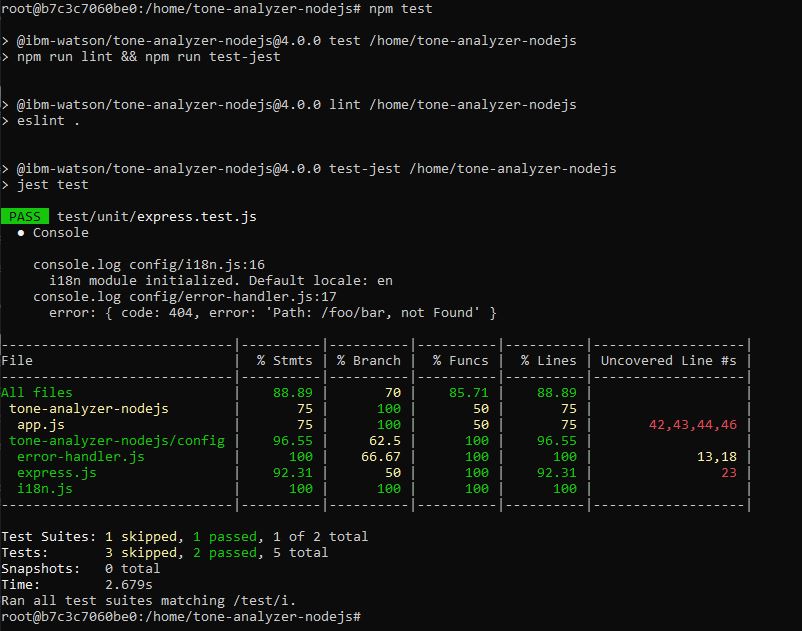 root@b7c3c7060be0:/home/tone-analyzer-nodejs# npm test

> @ibm-watson/tone-analyzer-nodejs@4.0.0 test /home/tone-analyzer-nodejs
> npm run lint && npm run test-jest


> @ibm-watson/tone-analyzer-nodejs@4.0.0 lint /home/tone-analyzer-nodejs
> eslint .


> @ibm-watson/tone-analyzer-nodejs@4.0.0 test-jest /home/tone-analyzer-nodejs
> jest test

 PASS  test/unit/express.test.js
  ● Console

    console.log config/i18n.js:16
      i18n module initialized. Default locale: en
    console.log config/error-handler.js:17
      error: { code: 404, error: 'Path: /foo/bar, not Found' }

-----------------------------|----------|----------|----------|----------|-------------------|
File                         |  % Stmts | % Branch |  % Funcs |  % Lines | Uncovered Line #s |
-----------------------------|----------|----------|----------|----------|-------------------|
All files                    |    88.89 |       70 |    85.71 |    88.89 |                   |
 tone-analyzer-nodejs        |       75 |      100 |       50 |       75 |                   |
  app.js                     |       75 |      100 |       50 |       75 |       42,43,44,46 |
 tone-analyzer-nodejs/config |    96.55 |     62.5 |      100 |    96.55 |                   |
  error-handler.js           |      100 |    66.67 |      100 |      100 |             13,18 |
  express.js                 |    92.31 |       50 |      100 |    92.31 |                23 |
  i18n.js                    |      100 |      100 |      100 |      100 |                   |
-----------------------------|----------|----------|----------|----------|-------------------|

Test Suites: 1 skipped, 1 passed, 1 of 2 total
Tests:       3 skipped, 2 passed, 5 total
Snapshots:   0 total
Time:        2.679s
Ran all test suites matching /test/i.
root@b7c3c7060be0:/home/tone-analyzer-nodejs#